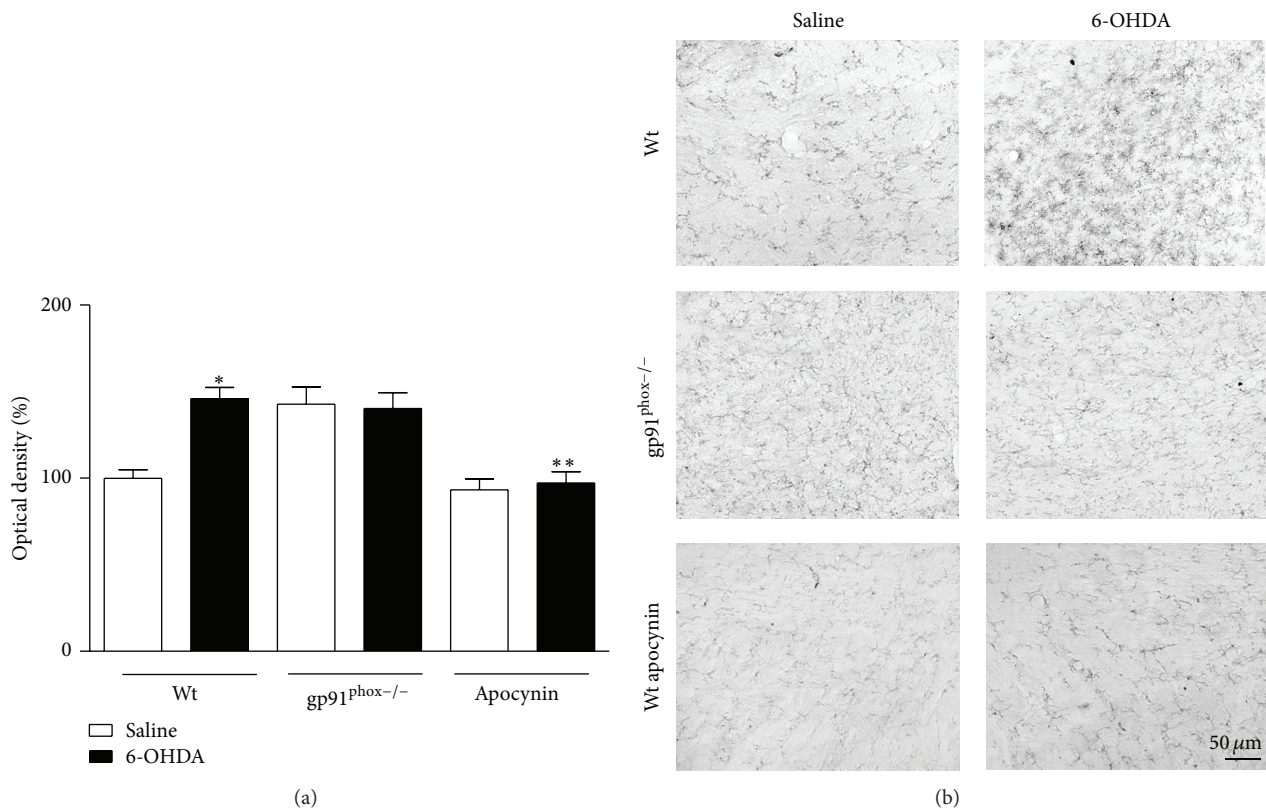 200
100
0
Optical density (%)
*
**
Wt
gp91phox−/−
Apocynin
Saline
6-OHDA
(a)
Saline
6-OHDA
Wt
gp91phox−/−
Wt apocynin
50 μm
(b)